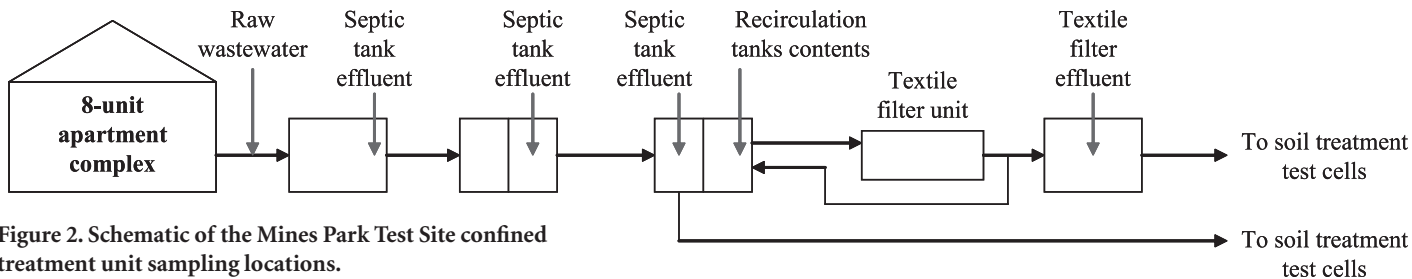 Raw
wastewater
Septic
tank
effluent
Septic
tank
effluent
Septic
tank
effluent
Recirculation
tanks contents
Textile
filter unit
Textile
filter
effluent
8-unit
apartment
complex
To soil treatment
test cells
To soil treatment
test cells
Figure 2. Schematic of the Mines Park Test Site confined
treatment unit sampling locations.